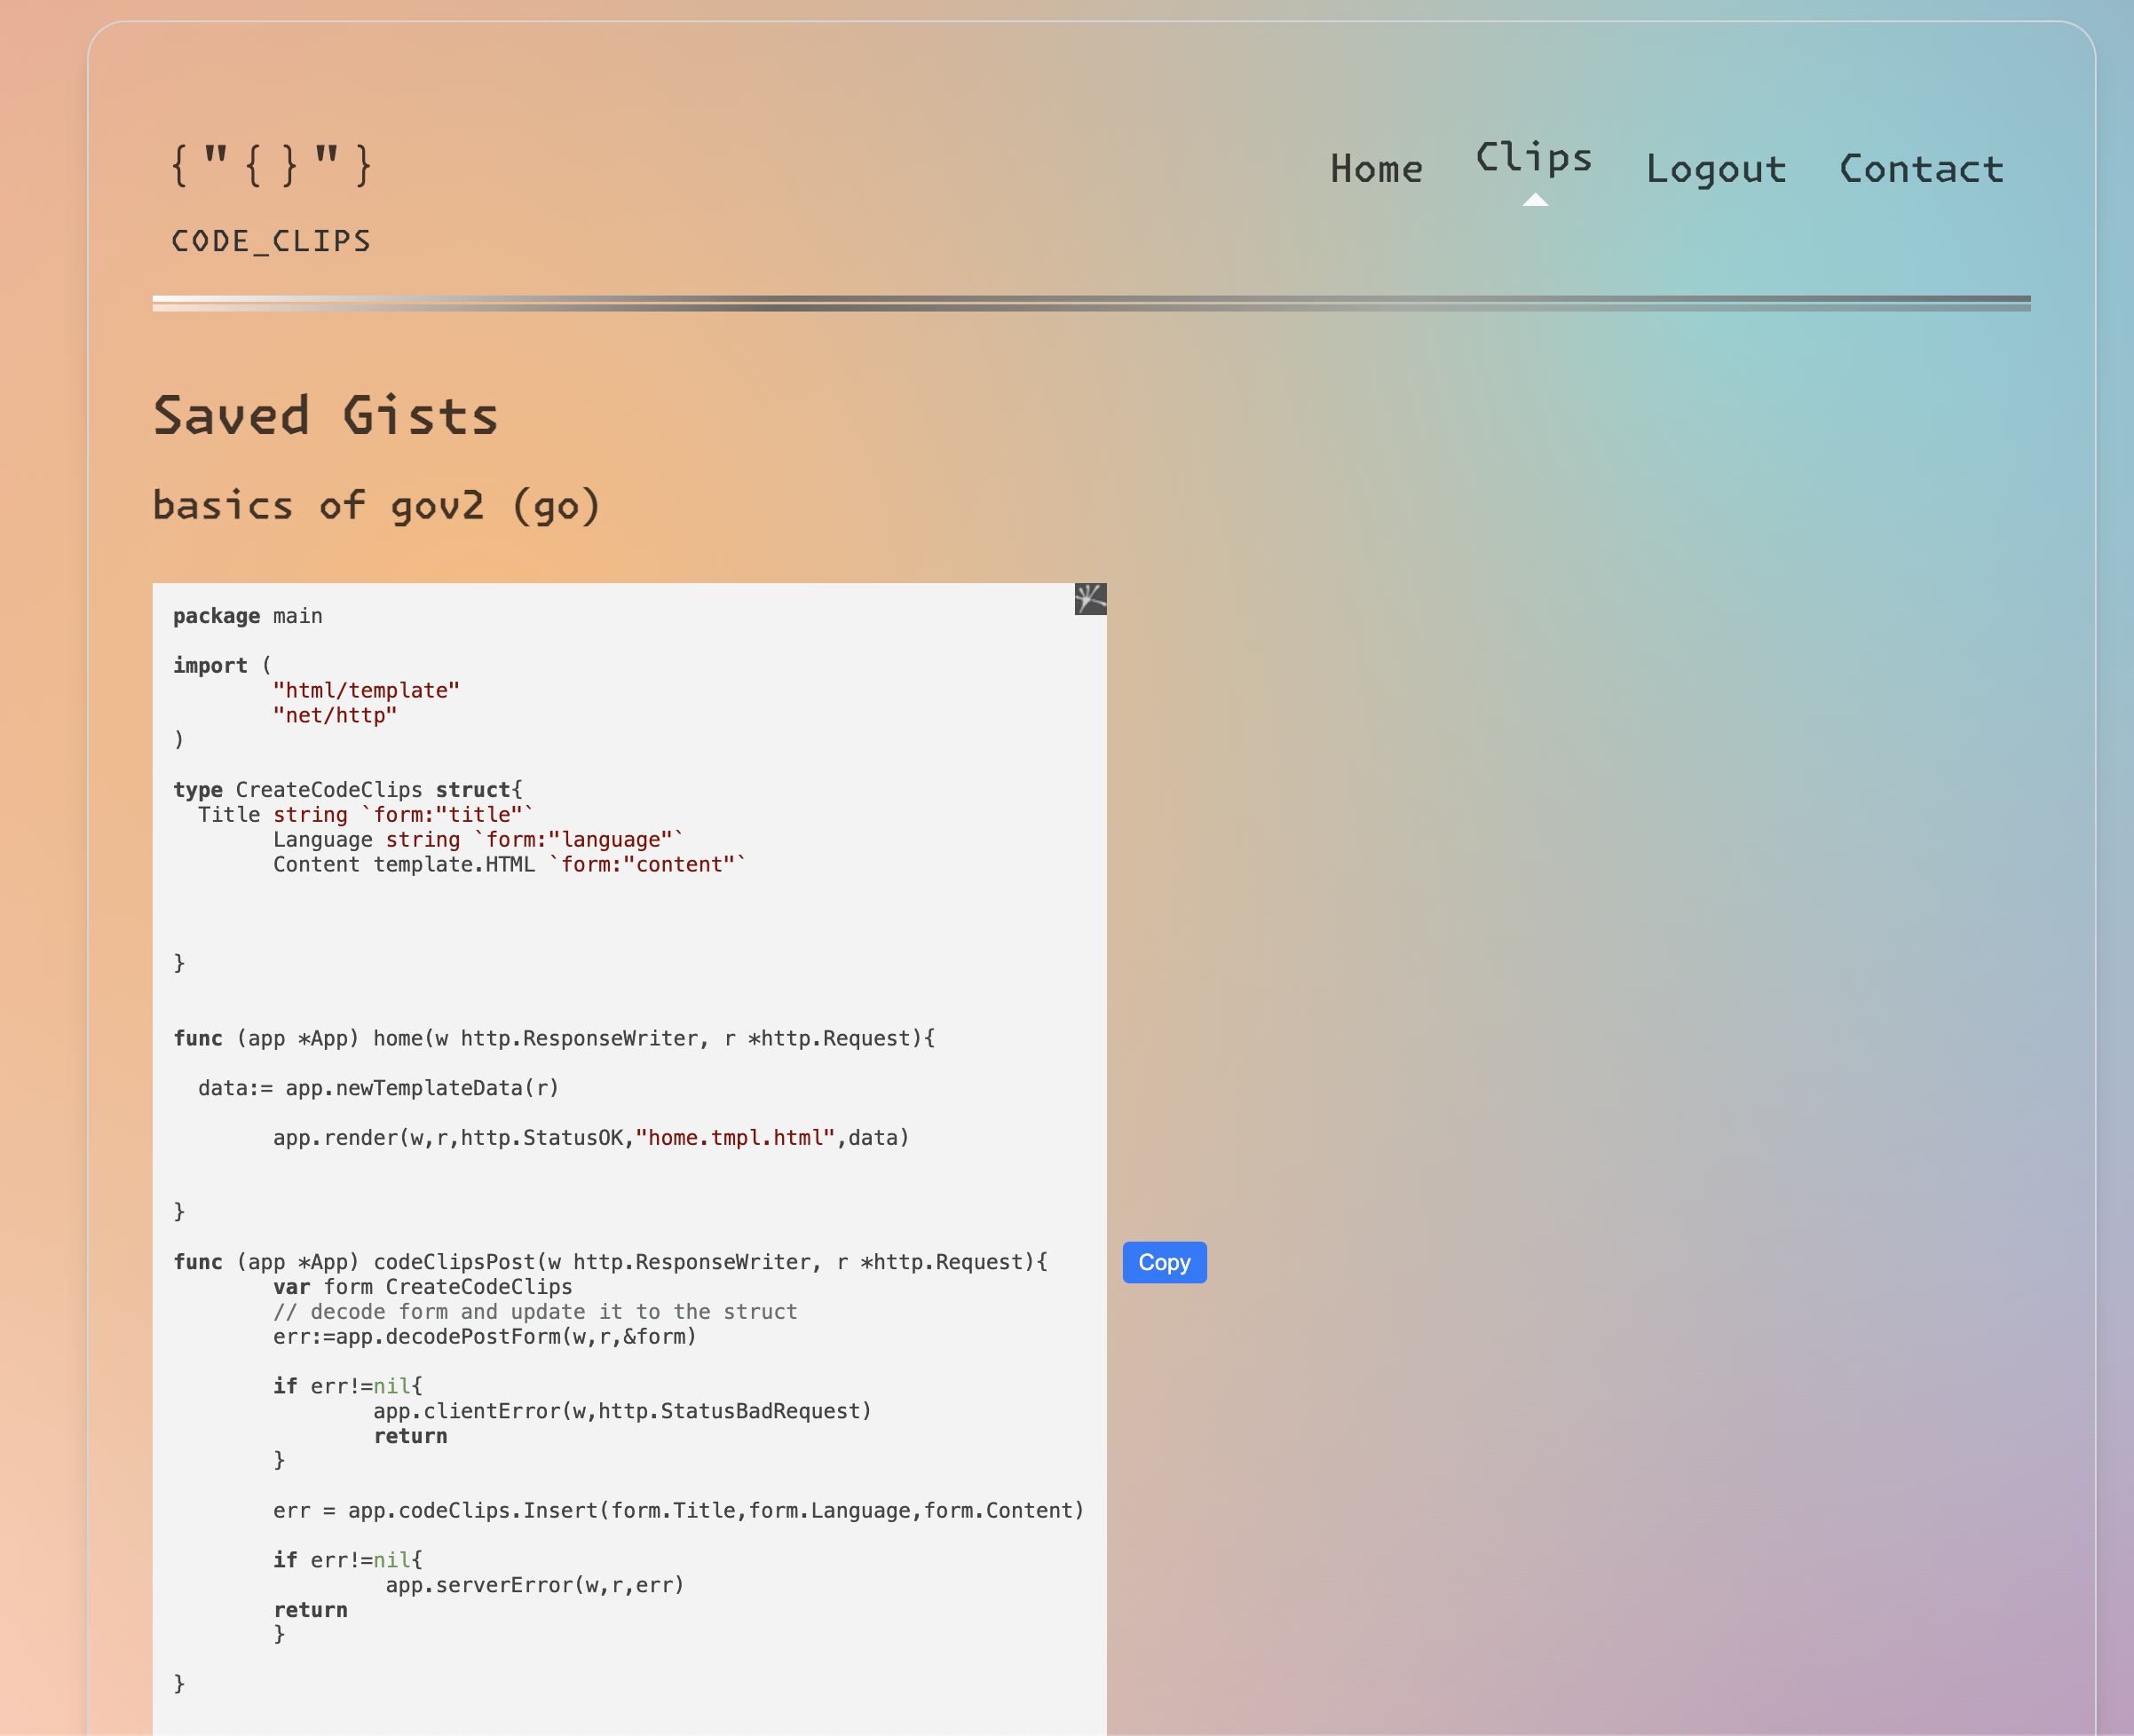 {"{}"}
CODE_CLIPS
Home Clips Logout Contact
Saved Gists
basics of gov2 (go)
package main
import (
"html/template"
"net/http"
)
type CreateCodeClips struct{
Title string `form:"title"`
Language string `form:"language"`
Content template.HTML `form:"content"`
}
func (app *App) home(w http.ResponseWriter, r *http.Request){
data:= app.newTemplateData(r)
app.render(w,r,http.StatusOK,"home.tmpl.html",data)
}
func (app *App) codeClipsPost(w http.ResponseWriter, r *http.Request){
var form CreateCodeClips
// decode form and update it to the struct
err:=app.decodePostForm(w,r,&form)
if err!=nil{
app.clientError(w,http.StatusBadRequest)
return
}
err = app.codeClips.Insert(form.Title,form.Language,form.Content)
if err!=nil{
app.serverError(w,r,err)
return
}
}
Copy